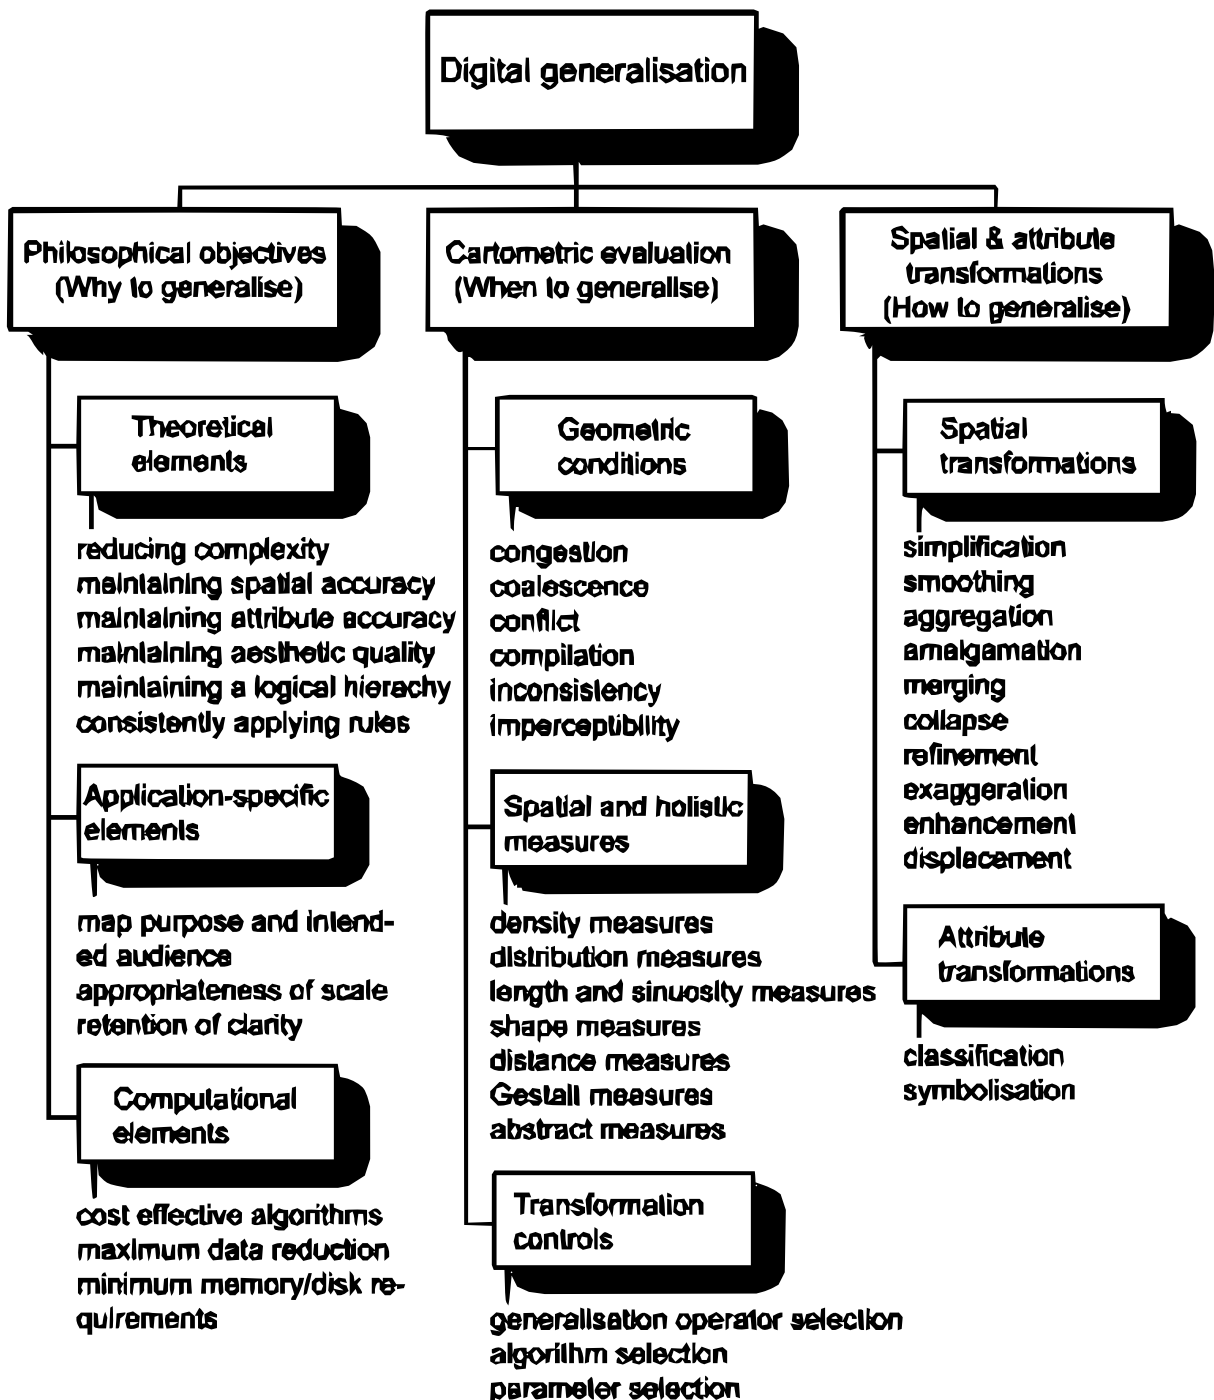 Digital generalisation
Philosophical objectives
(Why to generalise)
Theoretical
elements
reducing complexity
maintaining spatial accuracy
maintaining attribute accuracy
maintaining aesthetic quality
maintaining a logical hierachy
consistently applying rules
Application-specific
elements
map purpose and intend-
ed audience
appropriateness of scale
retention of clarity
Computational
elements
cost effective algorithms
maximum data reduction
minimum memory/disk re-
quirements
Cartometric evaluation
(When to generalise)
Geometric
conditions
congestion
coalescence
conflict
compilation
inconsistency
imperceptibility
Spatial and holistic
measures
density measures
distribution measures
length and sinuosity measures
shape measures
distance measures
Gestalt measures
abstract measures
Transformation
controls
generalisation operator selection
algorithm selection
parameter selection
Spatial & attribute
transformations
(How to generalise)
Spatial
transformations
simplification
smoothing
aggregation
amalgamation
merging
collapse
refinement
exaggeration
enhancement
displacement
Attribute
transformations
classification
symbolisation